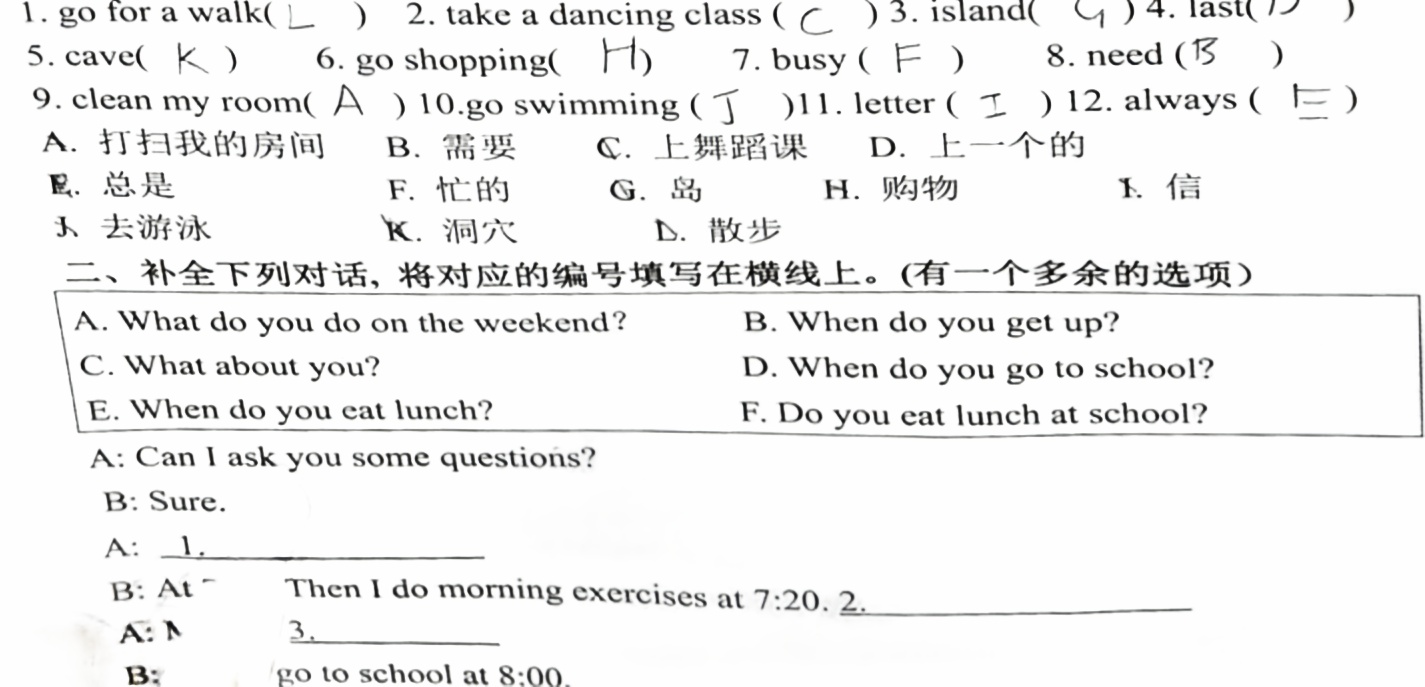 1. go for a walk( L ) 2. take a dancing class ( C ) 3. island( G ) 4. last( D )
5. cave( K ) 6. go shopping( H ) 7. busy ( F ) 8. need ( B )
9. clean my room( A ) 10.go swimming ( J )11. letter ( I ) 12. always ( E )
A. 打扫我的房间 B. 需要 C. 上舞蹈课 D. 上一个的
E. 总是 F. 忙的 G. 岛 H. 购物 I. 信
J. 去游泳 K. 洞穴 L. 散步
二、补全下列对话,将对应的编号填写在横线上。(有一个多余的选项)
A. What do you do on the weekend? B. When do you get up?
C. What about you? D. When do you go to school?
E. When do you eat lunch? F. Do you eat lunch at school?
A: Can I ask you some questions?
B: Sure.
A: 1.
B: At Then I do morning exercises at 7:20. 2.
A: 3.
B: go to school at 8:00.